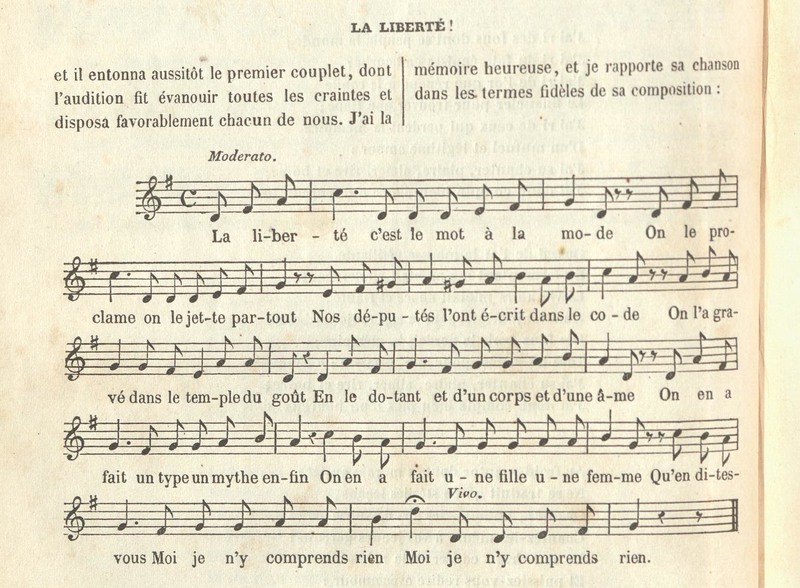 LA LIBERTÉ!
et il entonna aussitôt le premier couplet, dont
l'audition fit évanouir toutes les craintes et
disposa favorablement chacun de nous. J'ai la
mémoire heureuse, et je rapporte sa chanson
dans les termes fidèles de sa composition :
Moderato.
La li-ber - té c'est le mot à la mo-de On le pro-
clame on le jet-te par-tout Nos dé-pu - tés l'ont é-crit dans le co - de On l'a gra-
vé dans le tem-ple du goût En le do-tant et d'un corps et d'une â-me On en a
fait un type un mythe en-fin On en a fait u - ne fille u - ne fem-me Qu'en di-tes-
Vivo.
vous Moi je n'y comprends rien Moi je n'y comprends rien.